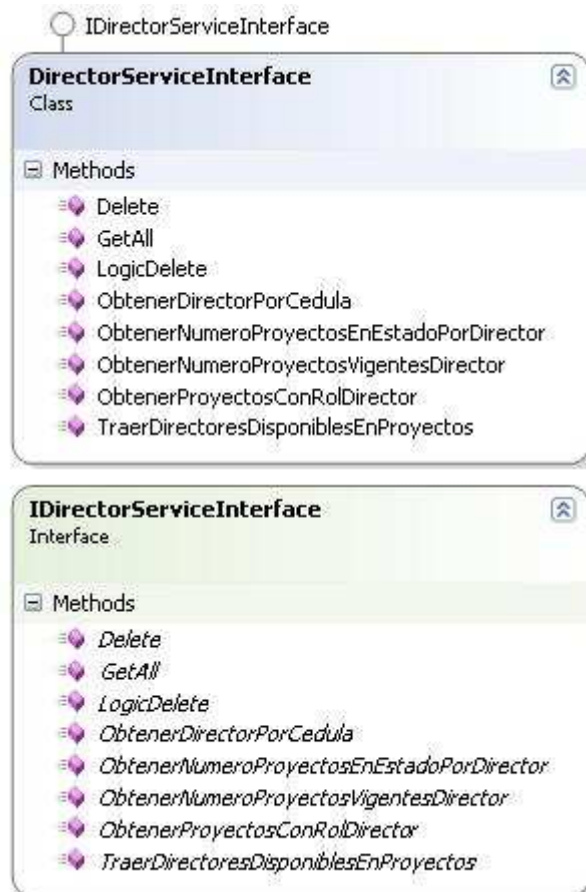 IDirectorServiceInterface
DirectorServiceInterface
Class
Methods
Delete
GetAll
LogicDelete
ObtenerDirectorPorCedula
ObtenerNumeroProyectosEnEstadoPorDirector
ObtenerNumeroProyectosVigentesDirector
ObtenerProyectosConRolDirector
TraerDirectoresDisponiblesEnProyectos
IDirectorServiceInterface
Interface
Methods
Delete
GetAll
LogicDelete
ObtenerDirectorPorCedula
ObtenerNumeroProyectosEnEstadoPorDirector
ObtenerNumeroProyectosVigentesDirector
ObtenerProyectosConRolDirector
TraerDirectoresDisponiblesEnProyectos